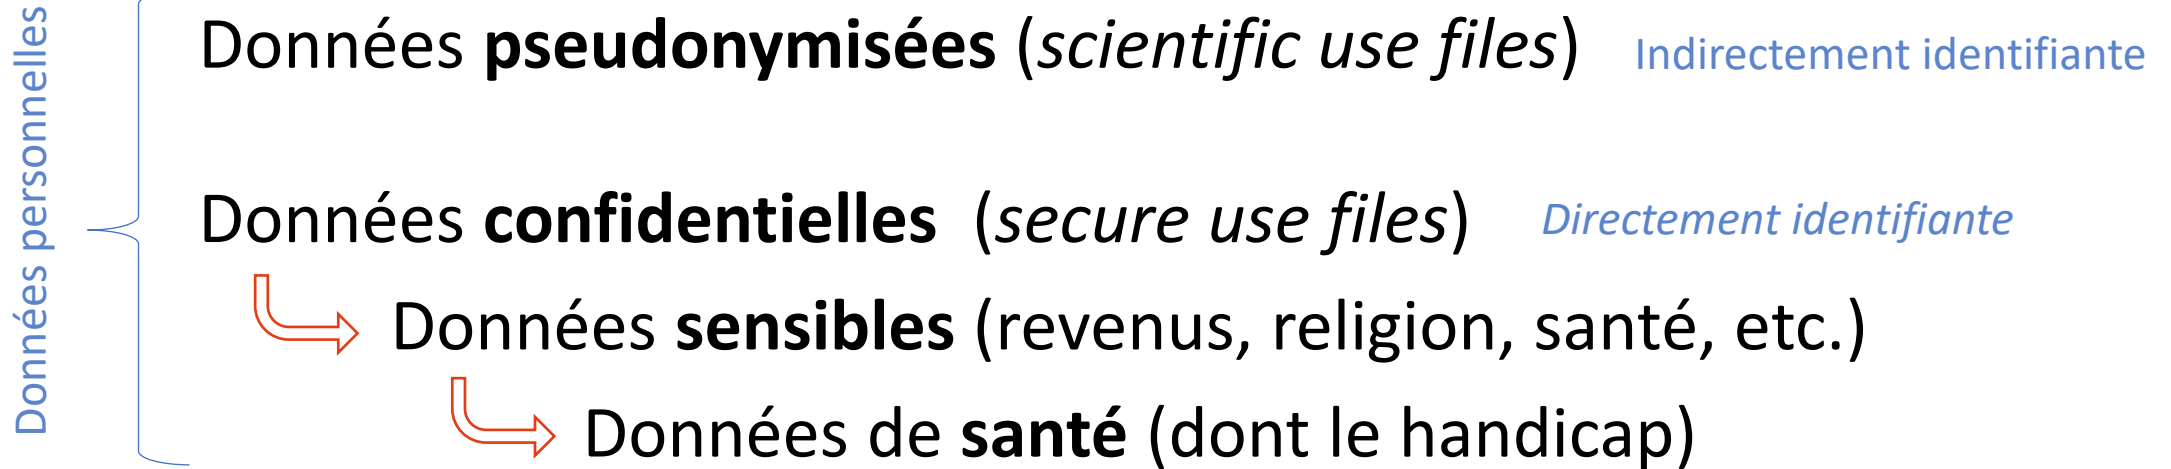 Données personnelles
Données pseudonymisées (scientific use files) Indirectement identifiante
Données confidentielles (secure use files) Directement identifiante
Données sensibles (revenus, religion, santé, etc.)
Données de santé (dont le handicap)